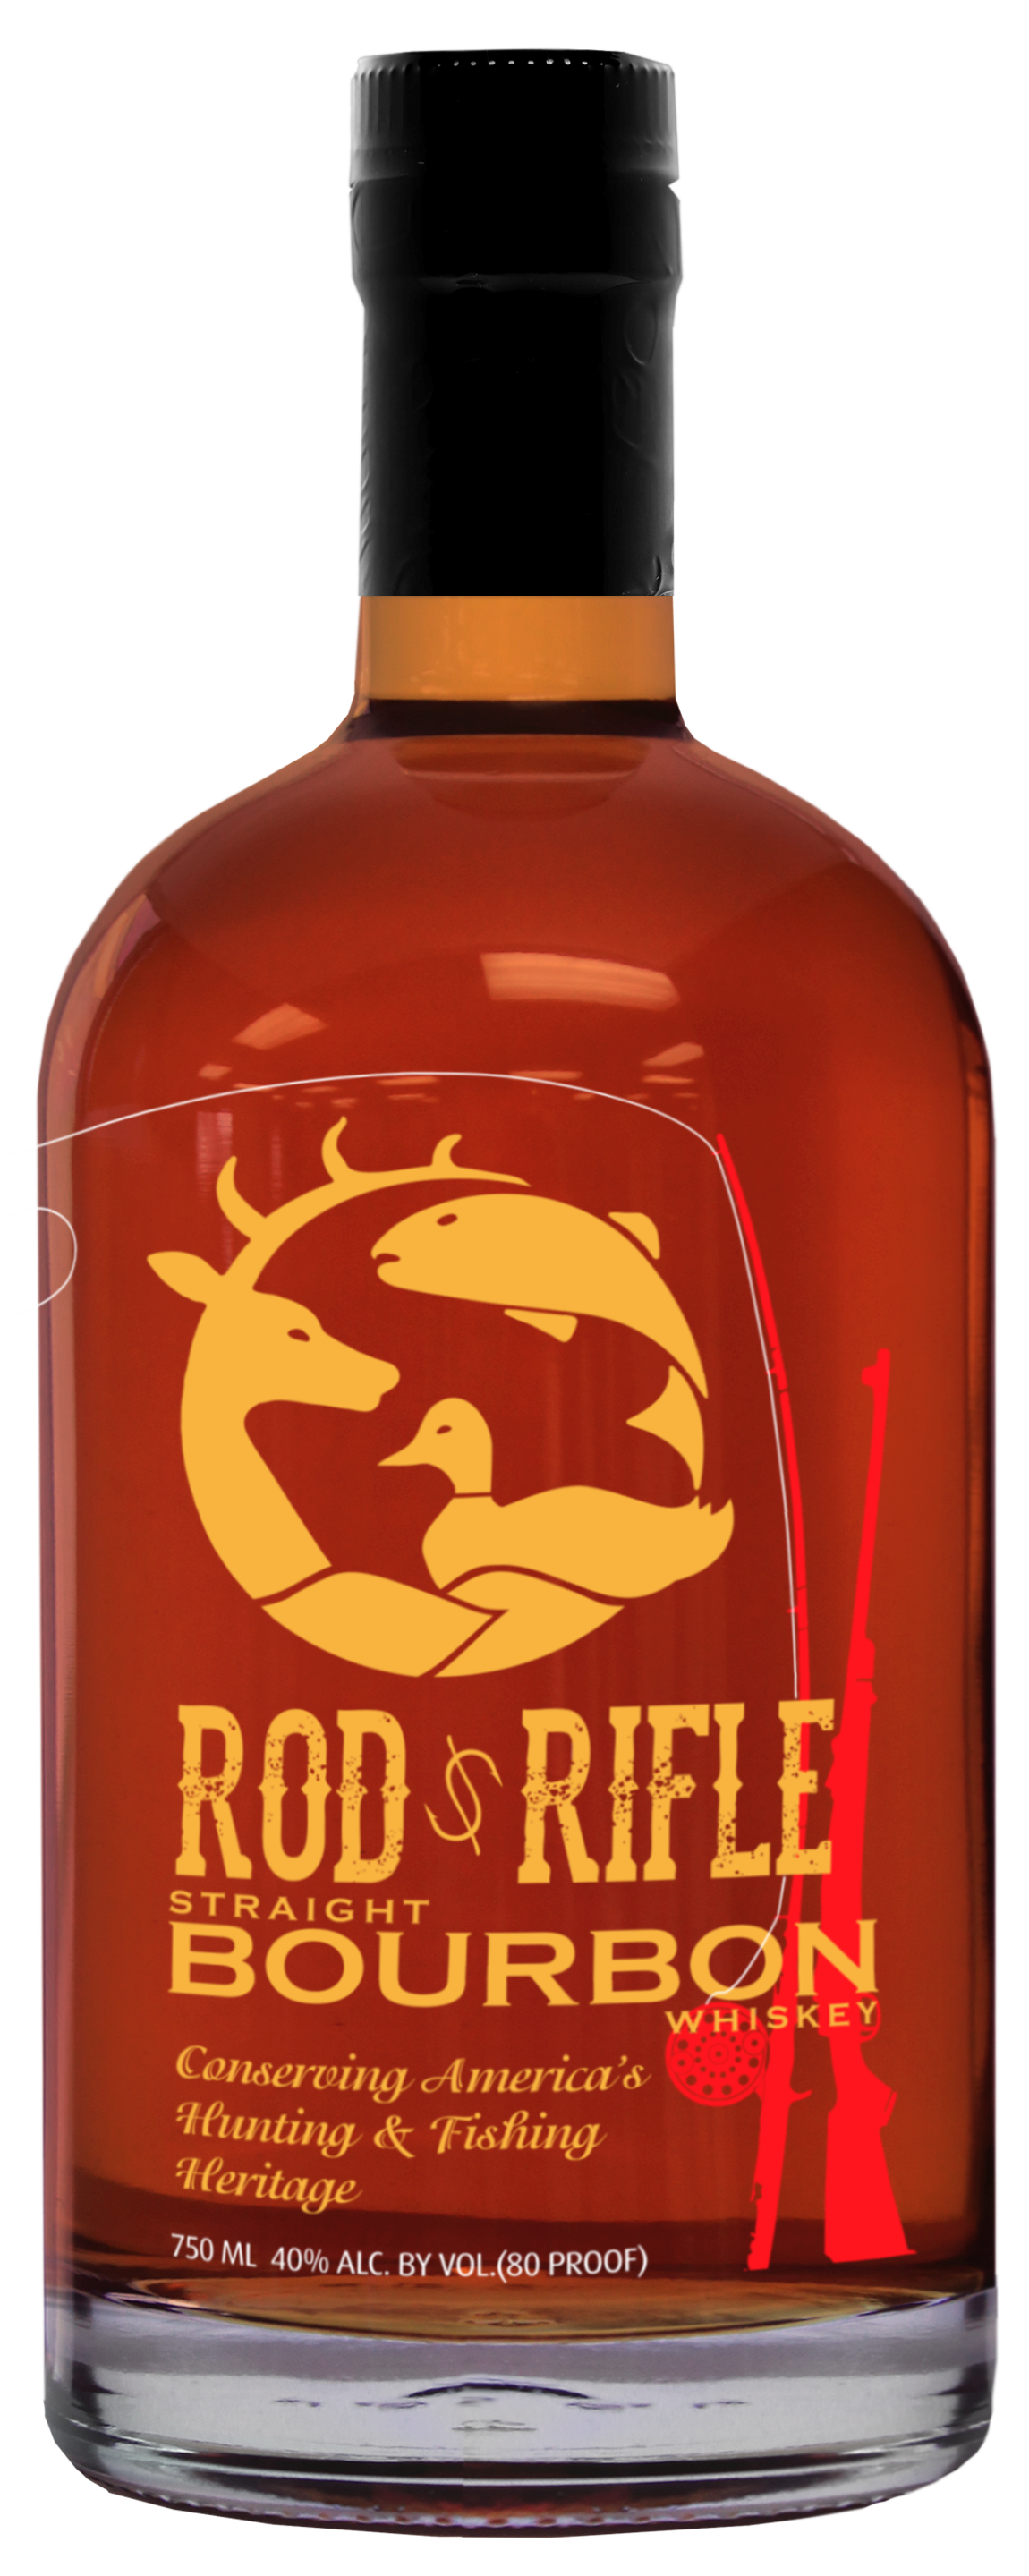 ROD & RIFLE
STRAIGHT
BOURBON
WHISKEY
Conserving America's
Hunting & Fishing
Heritage
750 ML 40% ALC. BY VOL.(80 PROOF)